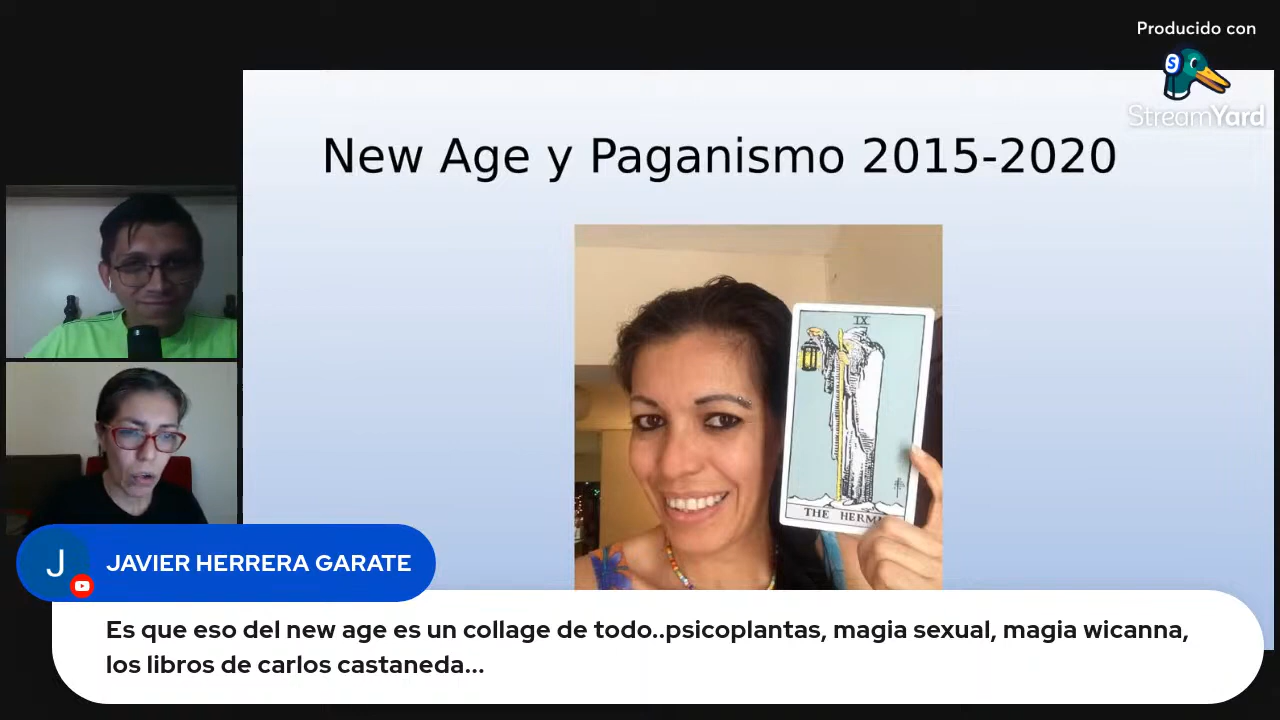 Producido con
StreamYard
New Age y Paganismo 2015-2020
IX
THE HERMI
J JAVIER HERRERA GARATE
Es que eso del new age es un collage de todo..psicoplantas, magia sexual, magia wicanna,
los libros de carlos castaneda...